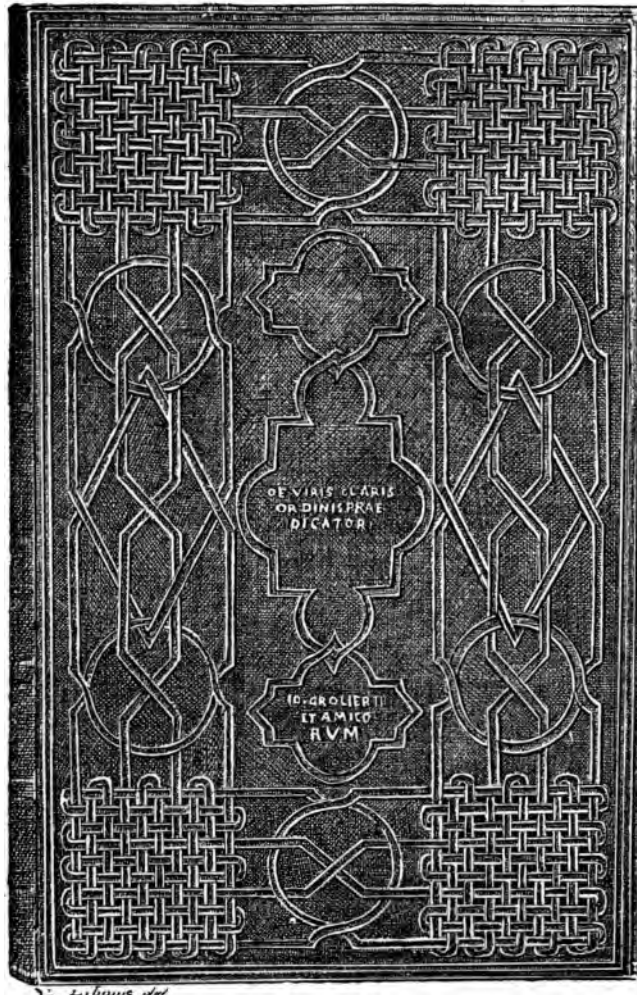 DE VIRIS CLARIS
ORDINIS PRAE
DICATOR
IO. GROLIERII
ET AMICO
RVM